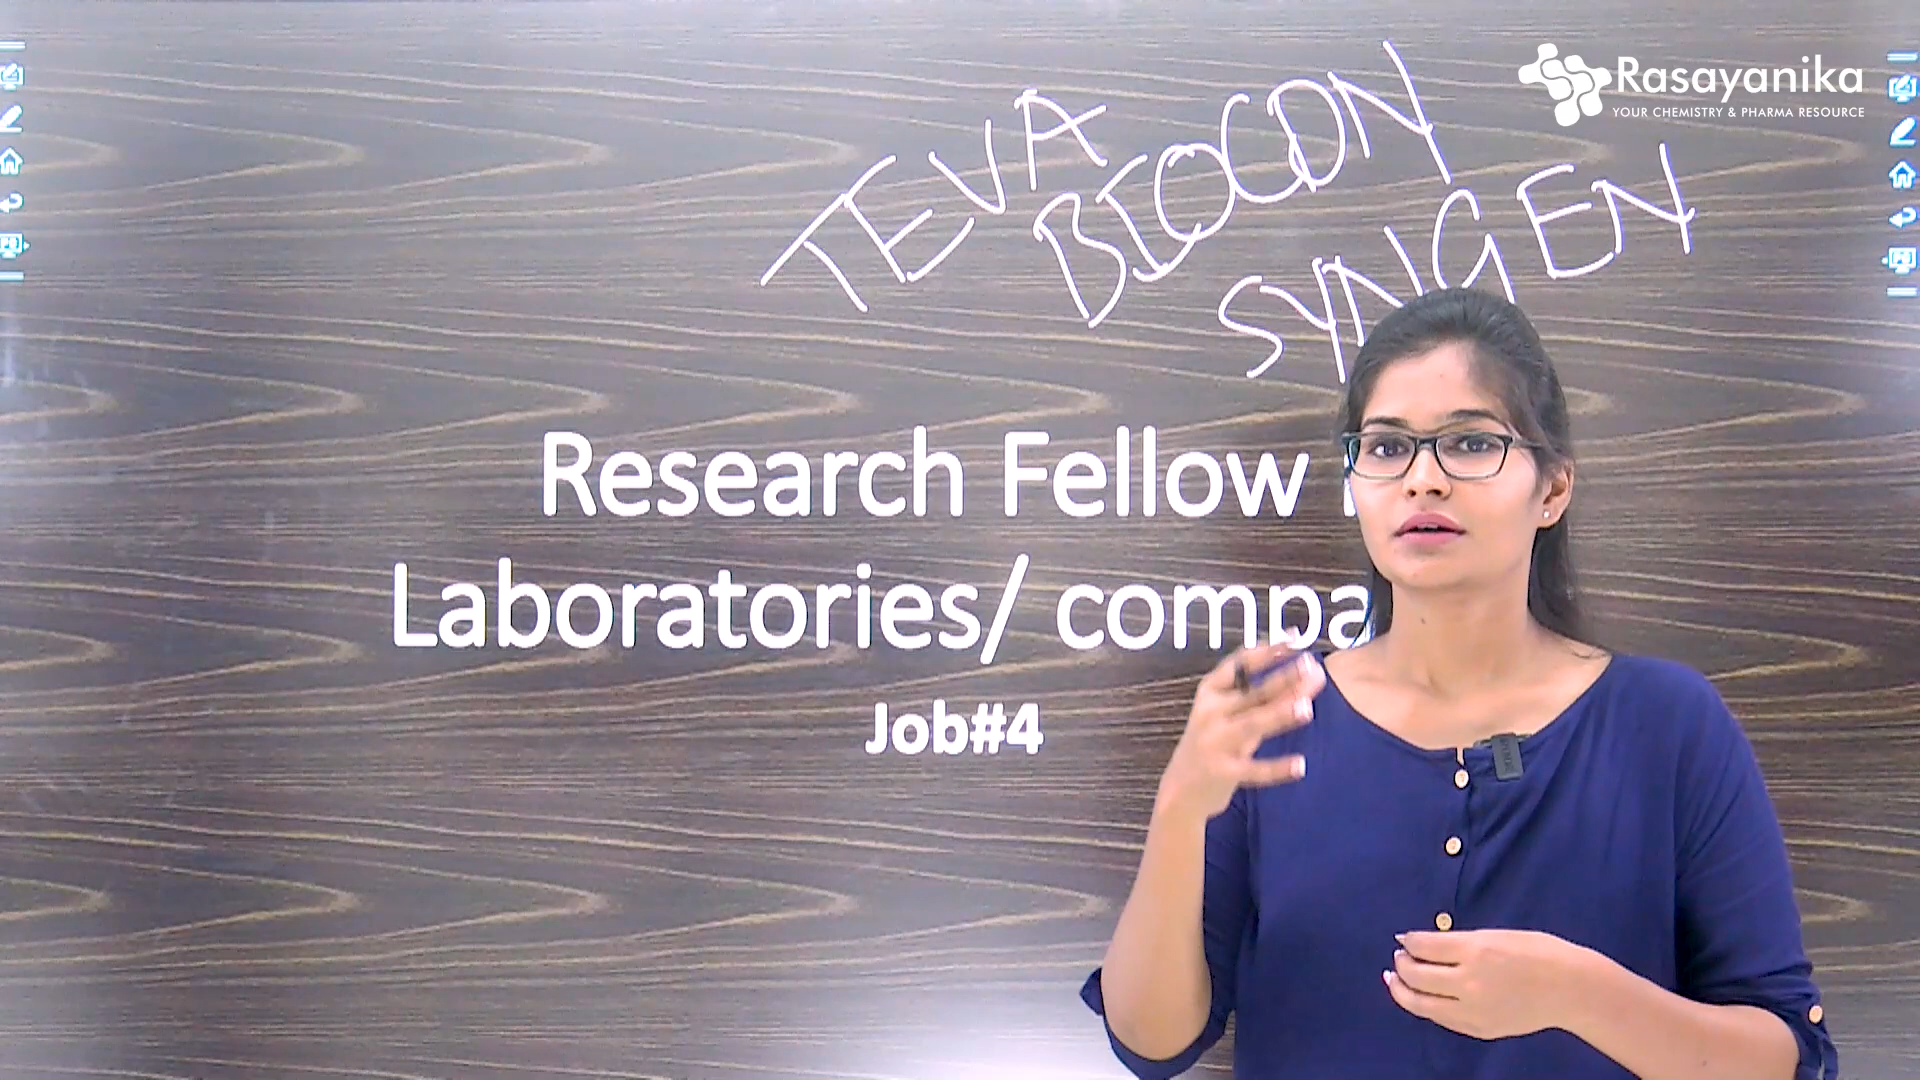 Rasayanika
YOUR CHEMISTRY & PHARMA RESOURCE
TEVA
BIOCON
SYNGEN
Research Fellow
Laboratories/ compa
Job#4